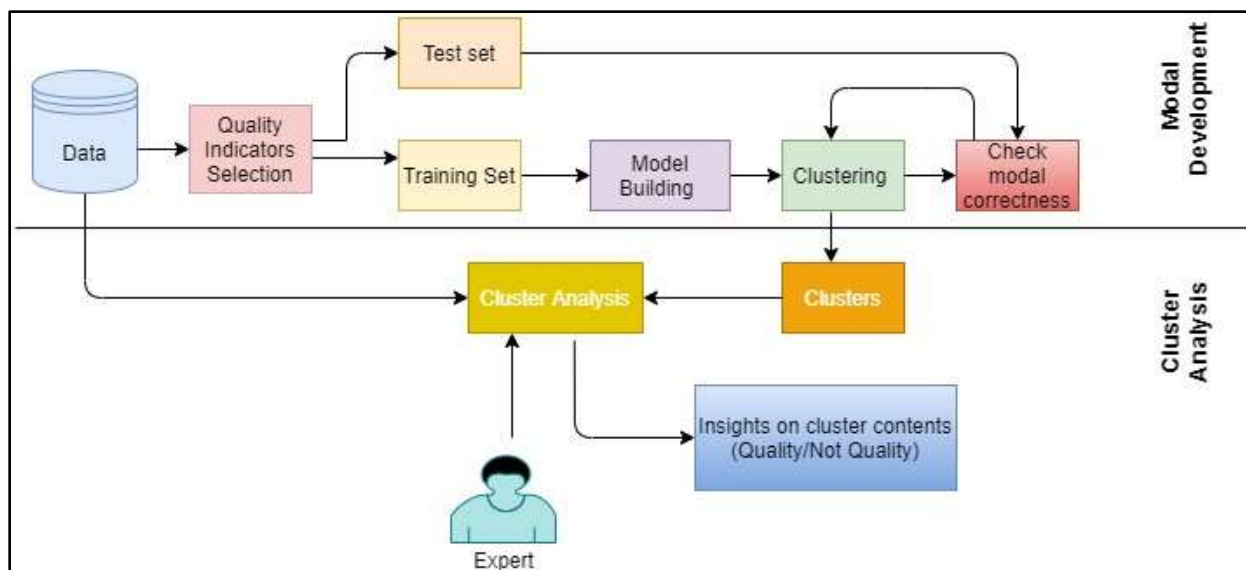 Test set
Data
Quality
Indicators
Selection
Training Set
Model
Building
Clustering
Check
modal
correctness
Modal
Development
Cluster Analysis
Clusters
Cluster
Analysis
Insights on cluster contents
(Quality/Not Quality)
Expert